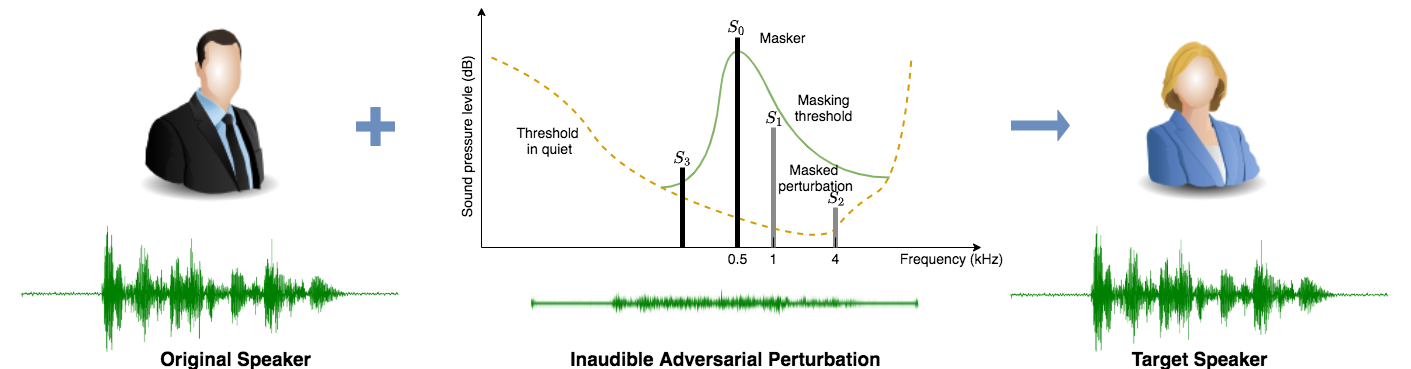 S0
Masker
Masking
threshold
S1
Threshold
in quiet
S3
Masked
perturbation
S2
Sound pressure levle (dB)
0.5 1 4 Frequency (kHz)
Original Speaker
Inaudible Adversarial Perturbation
Target Speaker